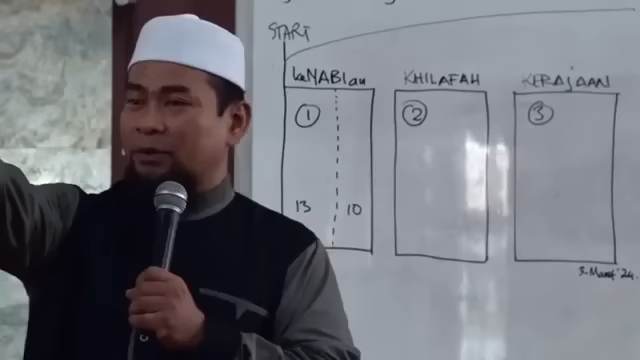 START
keNABIan KHILAFAH KERAJAAN
1 2 3
13 10
3. Maret '24.